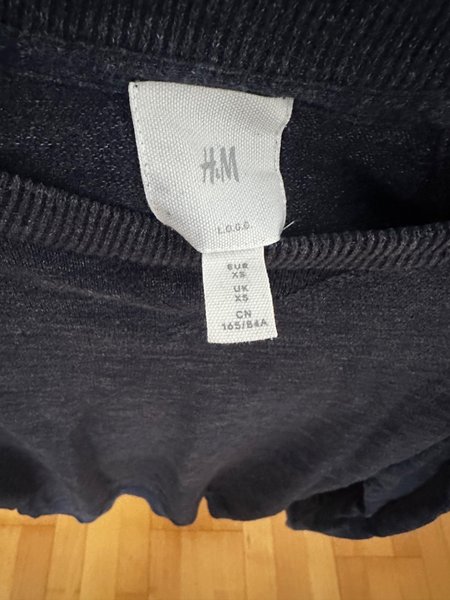 H&M
L.O.G.G.
EUR
XS
UK
XS
CN
165/84A